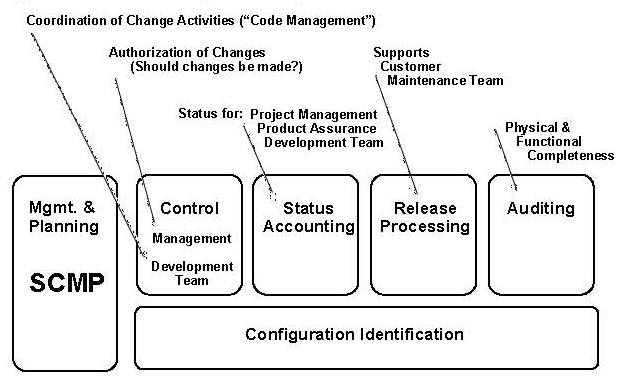 Coordination of Change Activities (“Code Management”)
Authorization of Changes
(Should changes be made?)
Supports
Customer
Maintenance Team
Status for: Project Management
Product Assurance
Development Team
Physical &
Functional
Completeness
Mgmt. &
Planning
SCMP
Control
Management
Development
Team
Status
Accounting
Release
Processing
Auditing
Configuration Identification